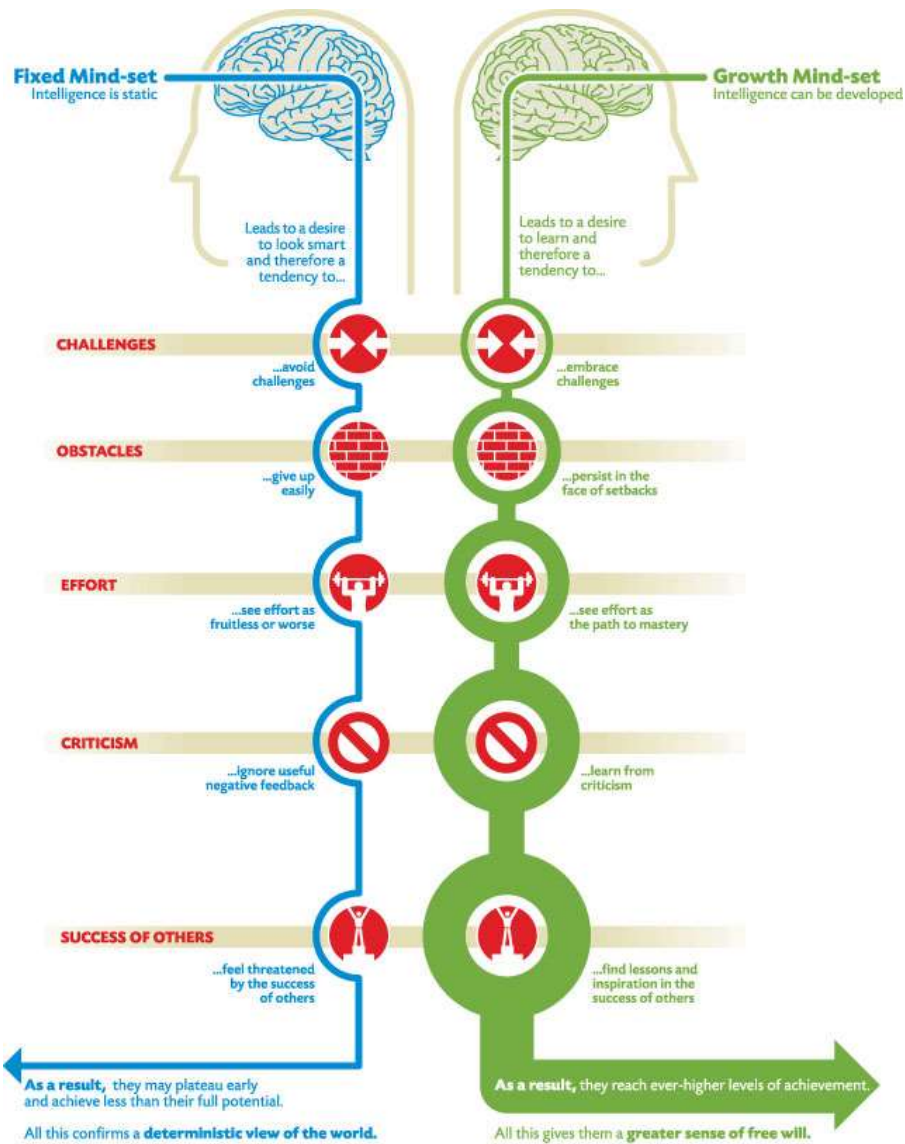 Fixed Mind-set
Intelligence is static
Growth Mind-set
Intelligence can be developed
Leads to a desire
to look smart
and therefore a
tendency to...
Leads to a desire
to learn and
therefore a
tendency to...
CHALLENGES
...avoid
challenges
...embrace
challenges
OBSTACLES
...give up
easily
...persist in the
face of setbacks
EFFORT
...see effort as
fruitless or worse
...see effort as
the path to mastery
CRITICISM
...ignore useful
negative feedback
...learn from
criticism
SUCCESS OF OTHERS
...feel threatened
by the success
of others
...find lessons and
inspiration in the
success of others
As a result, they may plateau early
and achieve less than their full potential.
All this confirms a deterministic view of the world.
As a result, they reach ever-higher levels of achievement.
All this gives them a greater sense of free will.